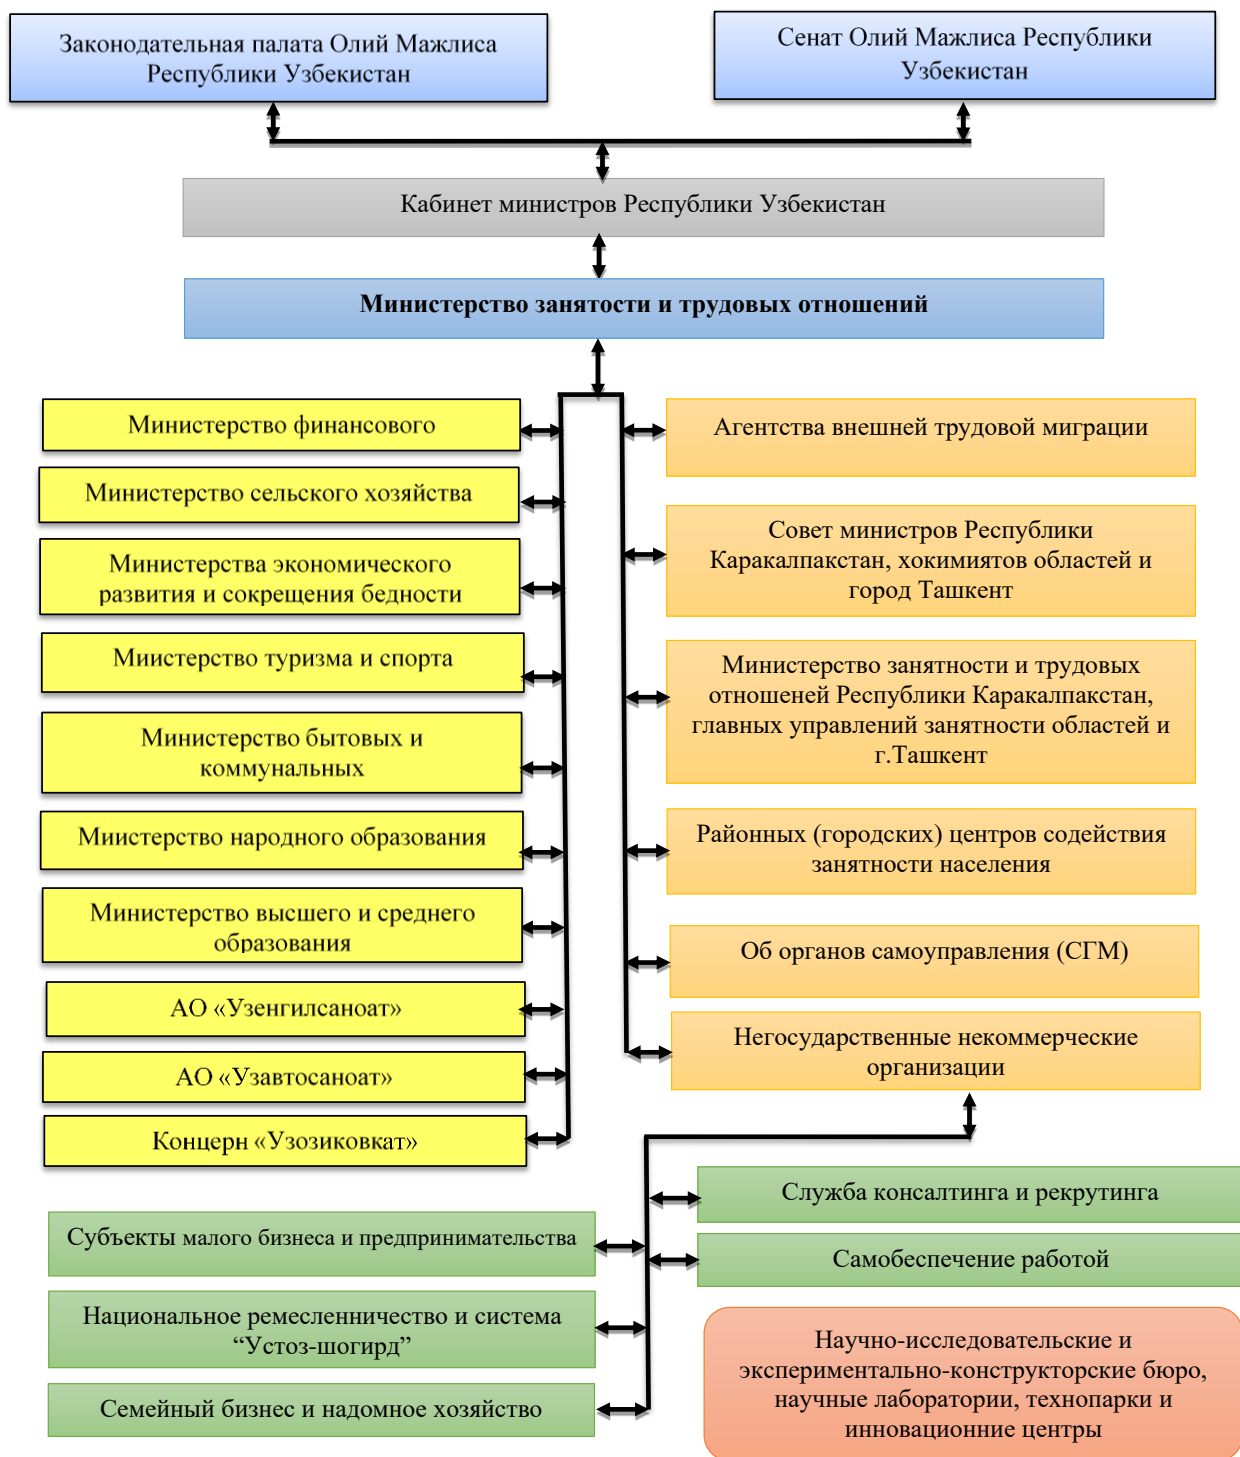 Законодательная палата Олий Мажлиса
Республики Узбекистан
Сенат Олий Мажлиса Республики
Узбекистан
Кабинет министров Республики Узбекистан
Министерство занятости и трудовых отношений
Министерство финансового
Министерство сельского хозяйства
Министерства экономического
развития и сокрещения бедности
Миистерство туризма и спорта
Министерство бытовых и
коммунальных
Миистерство народного образования
Министерство высшего и среднего
образования
АО «Узенгилсаноат»
АО «Узавтосаноат»
Концерн «Узозиковкат»
Агентства внешней трудовой миграции
Совет министров Республики
Каракалпакстан, хокимиятов областей и
город Ташкент
Министерство занятности и трудовых
отношеней Республики Каракалпакстан,
главных управлений занятности областей и
г.Ташкент
Районных (городских) центров содействия
занятности населения
Об органов самоуправления (СГМ)
Негосударственные некоммерческие
организации
Субъекты малого бизнеса и предпринимательства
Национальное ремесленничество и система
“Устоз-шогирд”
Семейный бизнес и надомное хозяйство
Служба консалтинга и рекрутинга
Самобеспечение работой
Научно-исследовательские и
экспериментально-конструкторские бюро,
научные лаборатории, технопарки и
инновационние центры